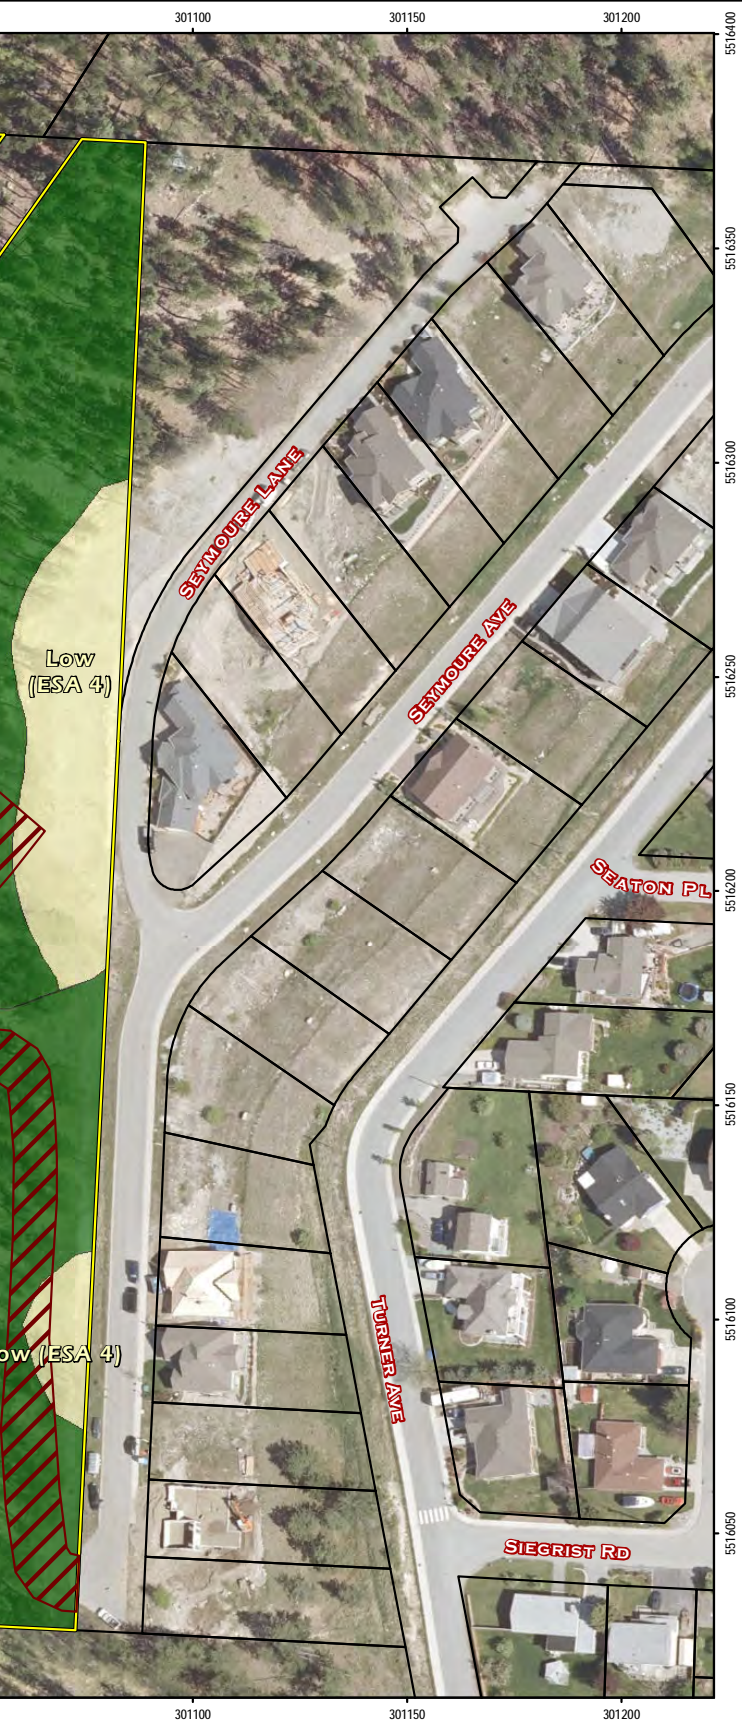 301100
301150
301200
5516400
5516350
5516300
5516250
5516200
5516150
5516100
5516050
Seymoure Lane
Seymoure Ave
Low
(ESA 4)
Seaton Pl
Turner Ave
ow (ESA 4)
Siegrist Rd
301100
301150
301200